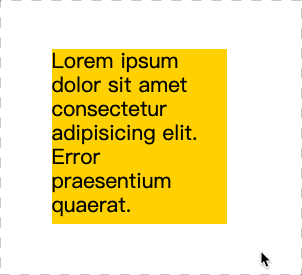 Lorem ipsum
dolor sit amet
consectetur
adipisicing elit.
Error
praesentium
quaerat.